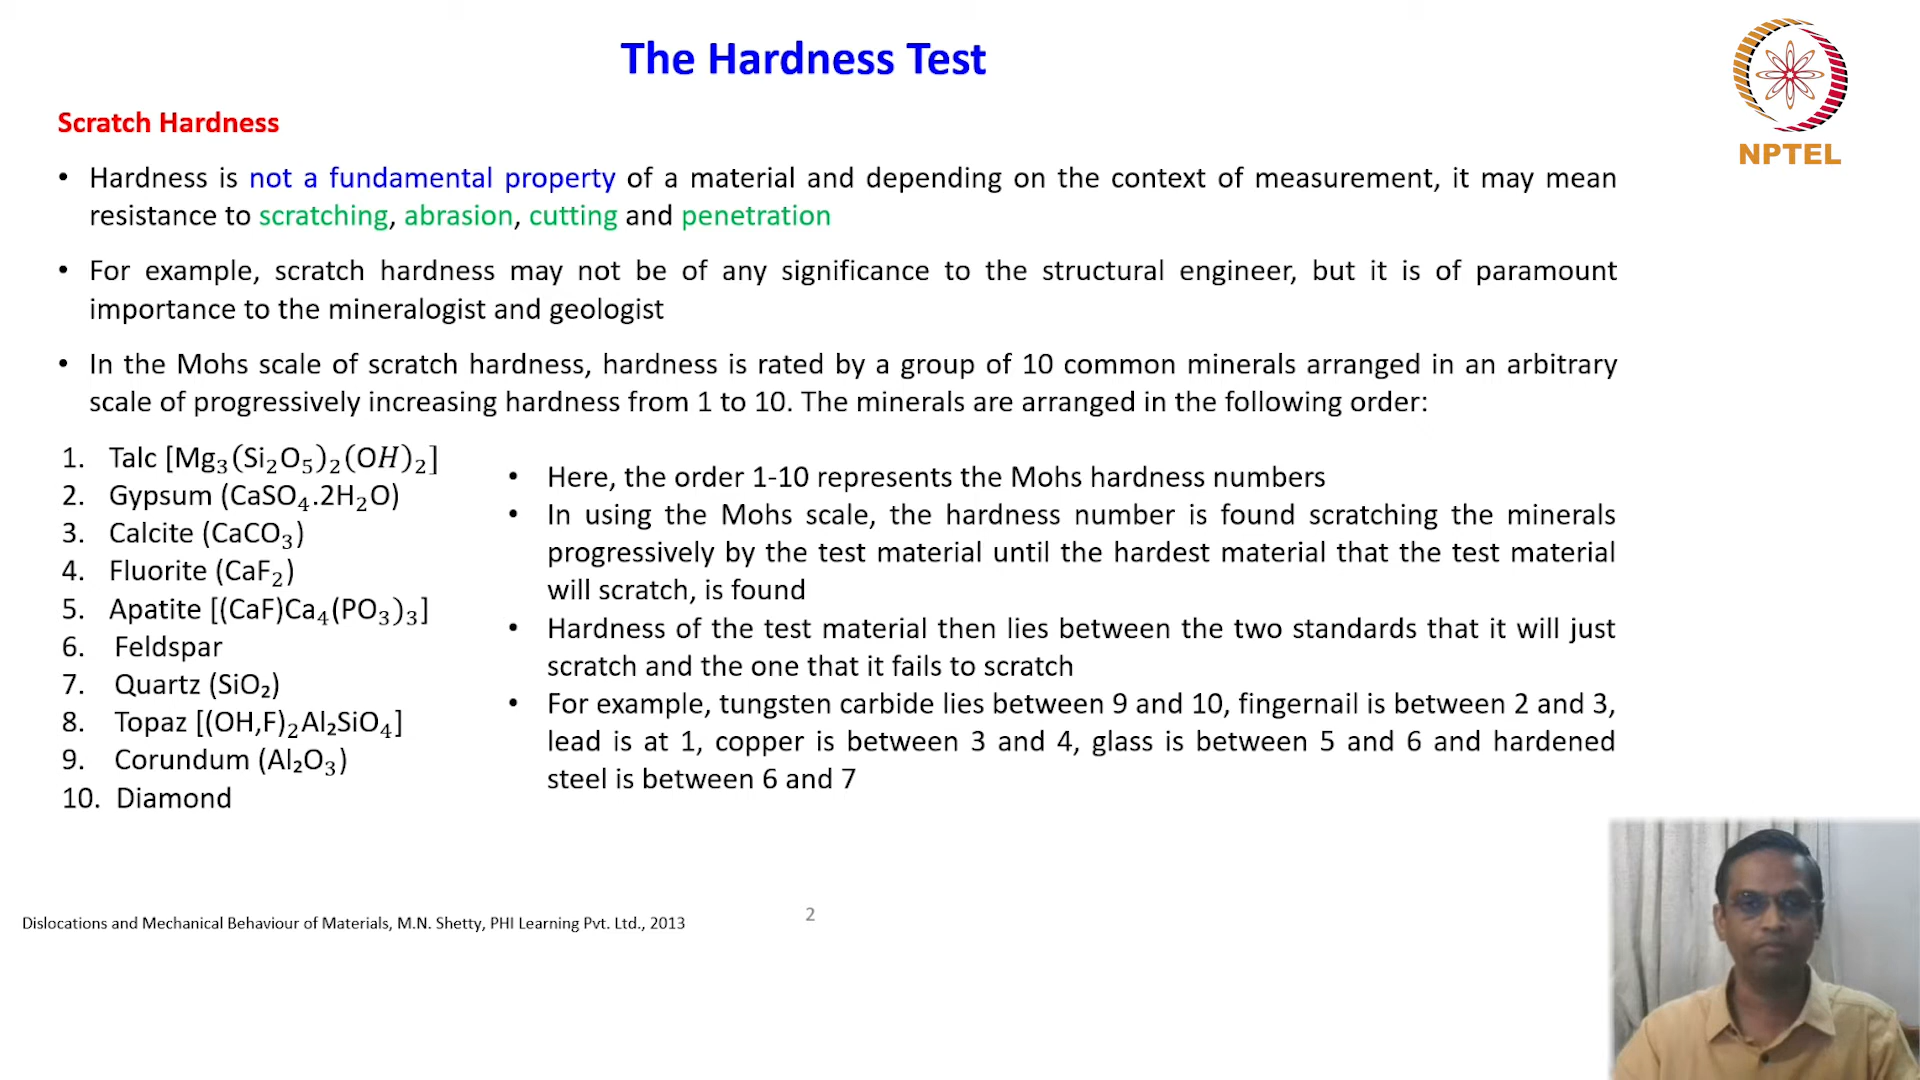 The Hardness Test
NPTEL
Scratch Hardness
• Hardness is not a fundamental property of a material and depending on the context of measurement, it may mean
resistance to scratching, abrasion, cutting and penetration
• For example, scratch hardness may not be of any significance to the structural engineer, but it is of paramount
importance to the mineralogist and geologist
• In the Mohs scale of scratch hardness, hardness is rated by a group of 10 common minerals arranged in an arbitrary
scale of progressively increasing hardness from 1 to 10. The minerals are arranged in the following order:
1. Talc [Mg₃(Si₂O₅)₂(OH)₂]
2. Gypsum (CaSO₄.2H₂O)
3. Calcite (CaCO₃)
4. Fluorite (CaF₂)
5. Apatite [(CaF)Ca₄(PO₃)₃]
6. Feldspar
7. Quartz (SiO₂)
8. Topaz [(OH,F)₂Al₂SiO₄]
9. Corundum (Al₂O₃)
10. Diamond
• Here, the order 1-10 represents the Mohs hardness numbers
• In using the Mohs scale, the hardness number is found scratching the minerals
progressively by the test material until the hardest material that the test material
will scratch, is found
• Hardness of the test material then lies between the two standards that it will just
scratch and the one that it fails to scratch
• For example, tungsten carbide lies between 9 and 10, fingernail is between 2 and 3,
lead is at 1, copper is between 3 and 4, glass is between 5 and 6 and hardened
steel is between 6 and 7
Dislocations and Mechanical Behaviour of Materials, M.N. Shetty, PHI Learning Pvt. Ltd., 2013
2